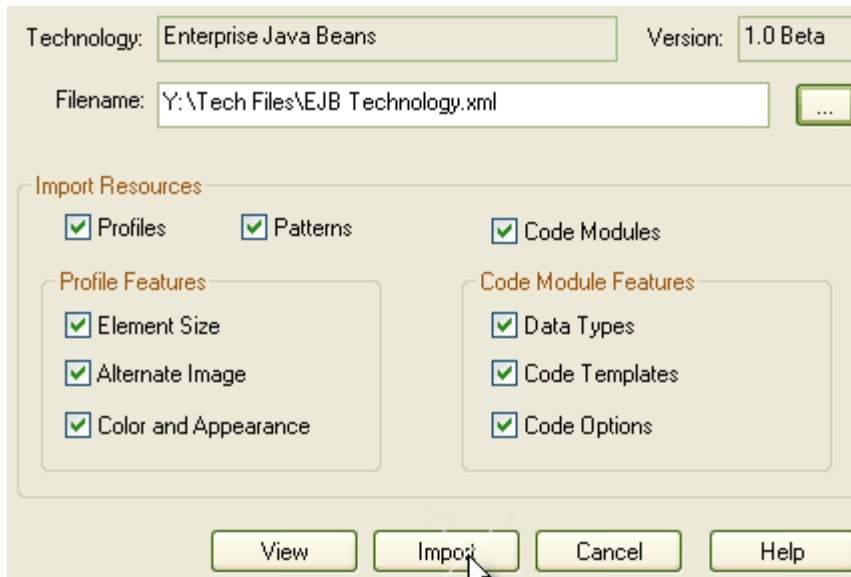 Technology: Enterprise Java Beans Version: 1.0 Beta
Filename: Y:\Tech Files\EJB Technology.xml ...
Import Resources
Profiles Patterns Code Modules
Profile Features Code Module Features
Element Size Data Types
Alternate Image Code Templates
Color and Appearance Code Options
View Import Cancel Help